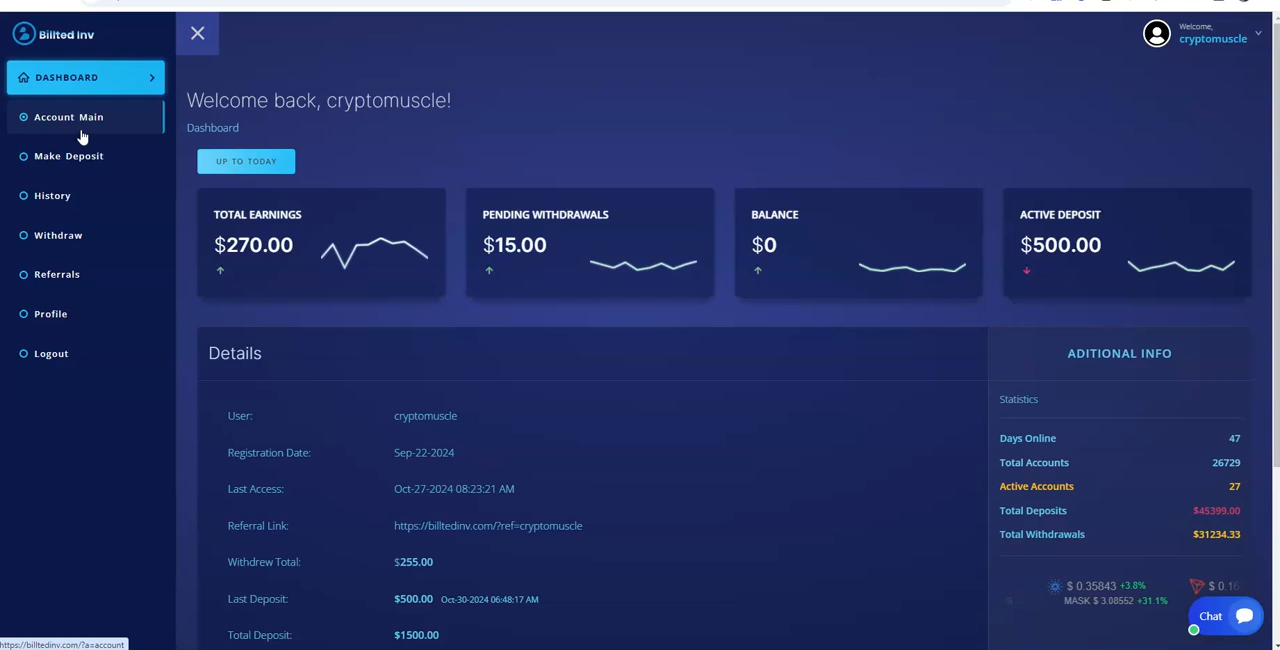 Billted inv
Welcome,
cryptomuscle
DASHBOARD
Account Main
Make Deposit
History
Withdraw
Referrals
Profile
Logout
Welcome back, cryptomuscle!
Dashboard
UP TO TODAY
TOTAL EARNINGS
$270.00
PENDING WITHDRAWALS
$15.00
BALANCE
$0
ACTIVE DEPOSIT
$500.00
Details
User: cryptomuscle
Registration Date: Sep-22-2024
Last Access: Oct-27-2024 08:23:21 AM
Referral Link: https://billtedinv.com/?ref=cryptomuscle
Withdrew Total: $255.00
Last Deposit: $500.00 Oct-30-2024 06:48:17 AM
Total Deposit: $1500.00
ADITIONAL INFO
Statistics
Days Online 47
Total Accounts 26729
Active Accounts 27
Total Deposits $45399.00
Total Withdrawals $31234.33
$ 0.35843 +3.8% $ 0.16
MASK $ 3.08552 +31.1%
Chat
https://billtedinv.com/?a=account